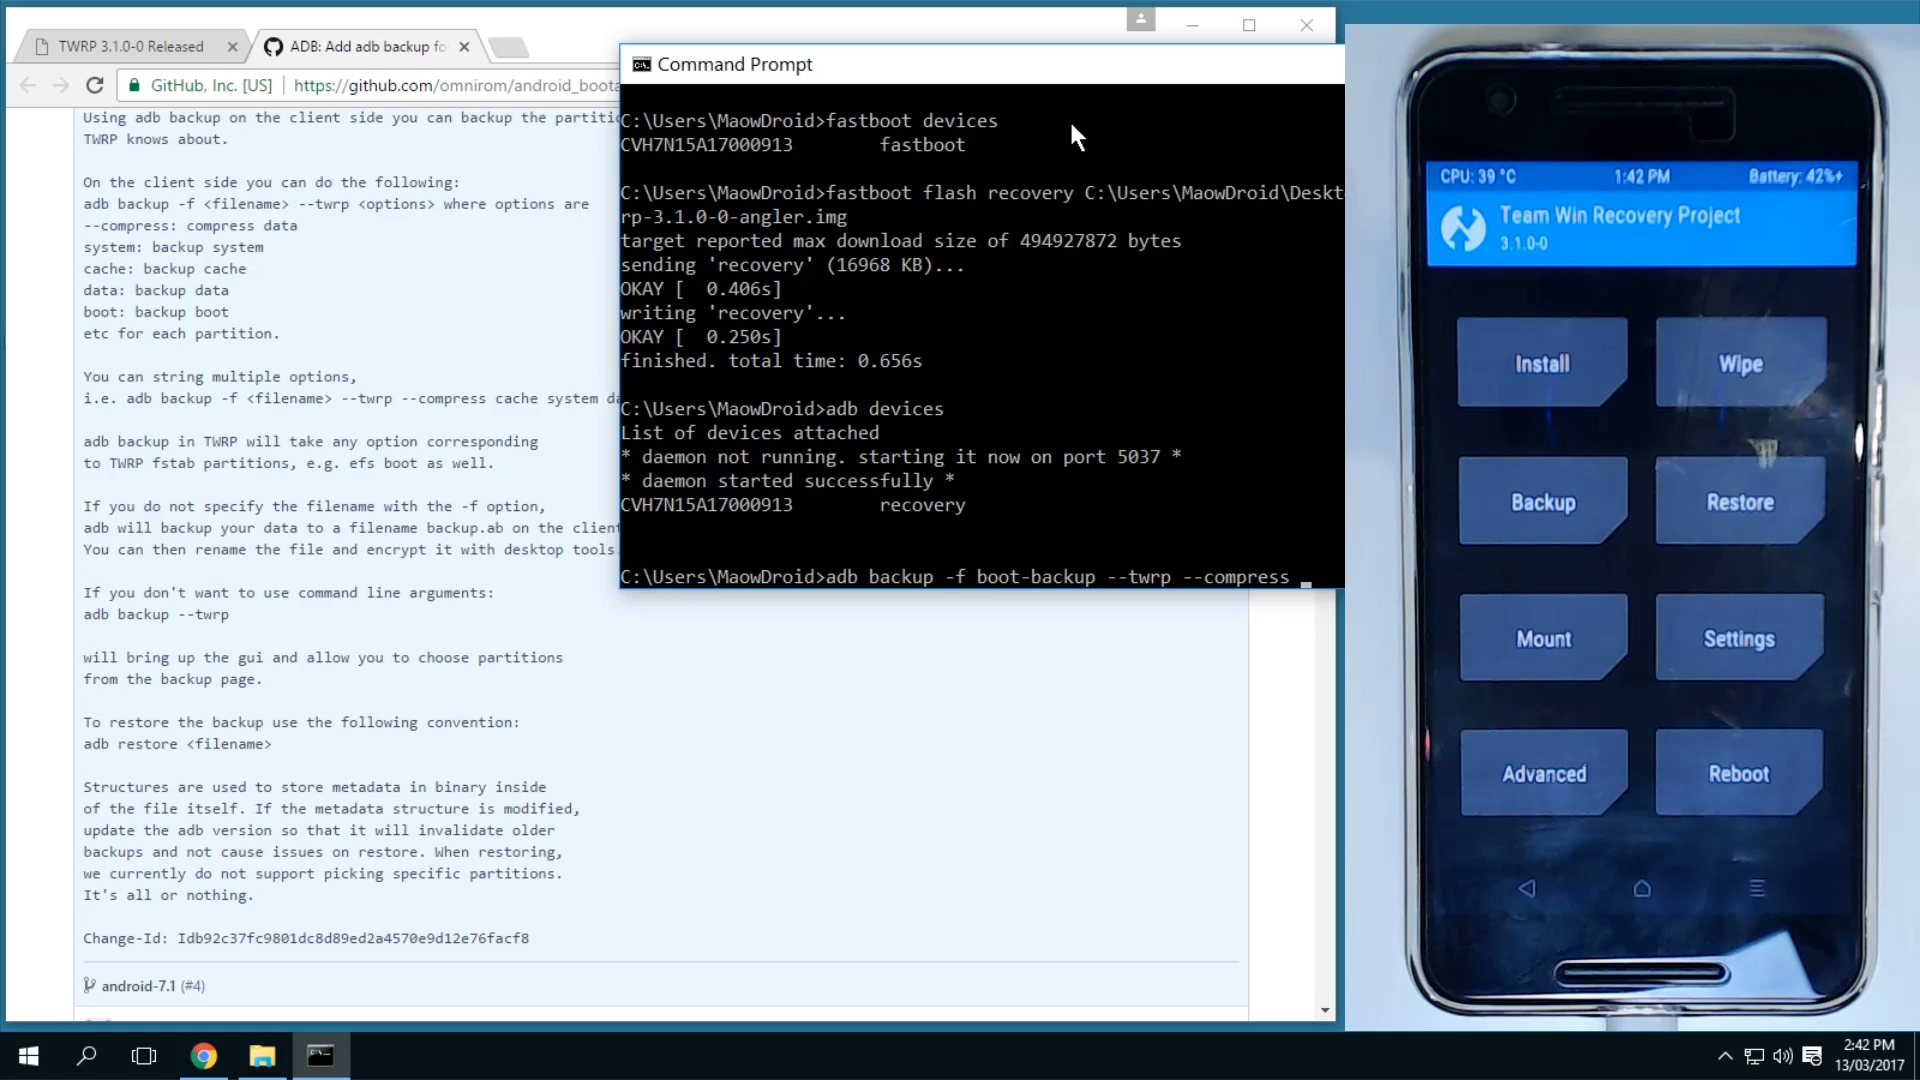 TWRP 3.1.0-0 Released
ADB: Add adb backup fo
GitHub, Inc. [US] | https://github.com/omnirom/android_boota
Using adb backup on the client side you can backup the partitio
TWRP knows about.
On the client side you can do the following:
adb backup -f <filename> --twrp <options> where options are
--compress: compress data
system: backup system
cache: backup cache
data: backup data
boot: backup boot
etc for each partition.
You can string multiple options,
i.e. adb backup -f <filename> --twrp --compress cache system da
adb backup in TWRP will take any option corresponding
to TWRP fstab partitions, e.g. efs boot as well.
If you do not specify the filename with the -f option,
adb will backup your data to a filename backup.ab on the client
You can then rename the file and encrypt it with desktop tools.
If you don't want to use command line arguments:
adb backup --twrp
will bring up the gui and allow you to choose partitions
from the backup page.
To restore the backup use the following convention:
adb restore <filename>
Structures are used to store metadata in binary inside
of the file itself. If the metadata structure is modified,
update the adb version so that it will invalidate older
backups and not cause issues on restore. When restoring,
we currently do not support picking specific partitions.
It's all or nothing.
Change-Id: Idb92c37fc9801dc8d89ed2a4570e9d12e76facf8
android-7.1 (#4)
Command Prompt
C:\Users\MaowDroid>fastboot devices
CVH7N15A17000913 fastboot
C:\Users\MaowDroid>fastboot flash recovery C:\Users\MaowDroid\Deskt
rp-3.1.0-0-angler.img
target reported max download size of 494927872 bytes
sending 'recovery' (16968 KB)...
OKAY [ 0.406s]
writing 'recovery'...
OKAY [ 0.250s]
finished. total time: 0.656s
C:\Users\MaowDroid>adb devices
List of devices attached
* daemon not running. starting it now on port 5037 *
* daemon started successfully *
CVH7N15A17000913 recovery
C:\Users\MaowDroid>adb backup -f boot-backup --twrp --compress _
CPU: 39 °C 1:42 PM Battery: 42%+
Team Win Recovery Project
3.1.0-0
Install Wipe
Backup Restore
Mount Settings
Advanced Reboot
2:42 PM
13/03/2017